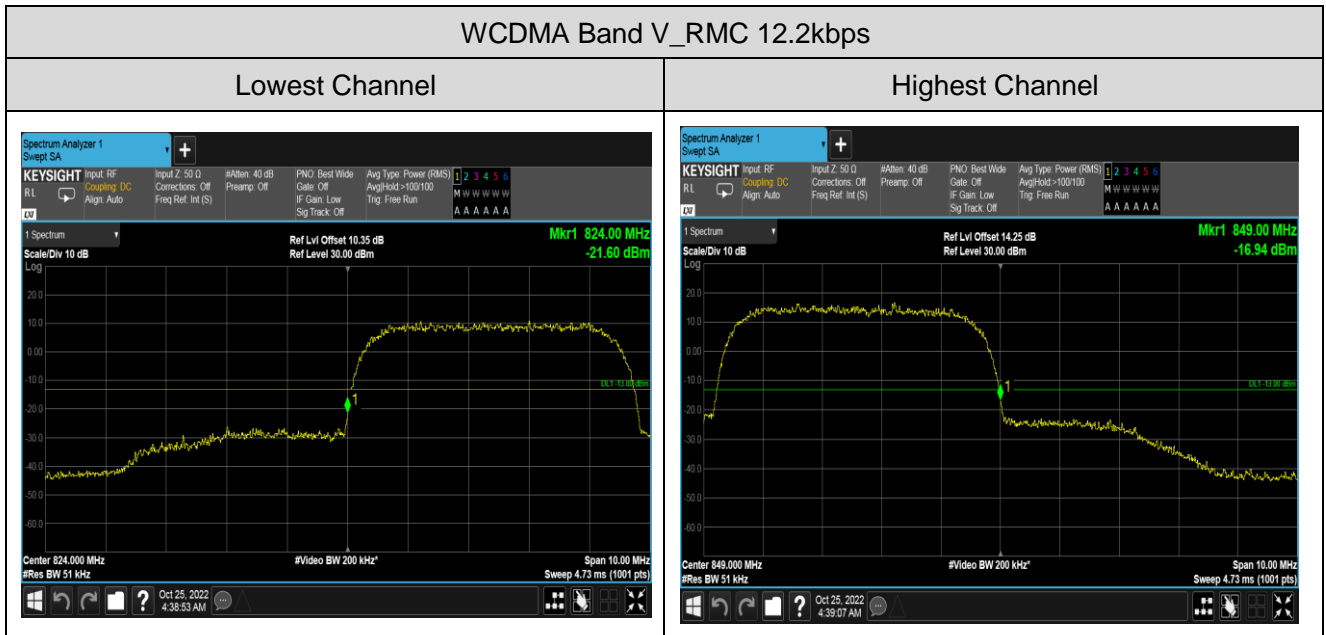 WCDMA Band V_RMC 12.2kbps
Lowest Channel
Highest Channel
Spectrum Analyzer 1
Swept SA
+
KEYSIGHT
RL
LXI
Input: RF
Coupling: DC
Align: Auto
Input Z: 50 Ω
Corrections: Off
Freq Ref: Int (S)
#Atten: 40 dB
Preamp: Off
PNO: Best Wide
Gate: Off
IF Gain: Low
Sig Track: Off
Avg Type: Power (RMS)
Avg|Hold:>100/100
Trig: Free Run
1 2 3 4 5 6
M W W W W W
A A A A A A
1 Spectrum
Scale/Div 10 dB
Log
Ref Lvl Offset 10.35 dB
Ref Level 30.00 dBm
Mkr1 824.00 MHz
-21.60 dBm
20.0
10.0
0.00
-10.0
-20.0
-30.0
-40.0
-50.0
-60.0
DL1 -13.00 dBm
1
Center 824.000 MHz
#Res BW 51 kHz
#Video BW 200 kHz*
Span 10.00 MHz
Sweep 4.73 ms (1001 pts)
?
Oct 25, 2022
4:38:53 AM
Spectrum Analyzer 1
Swept SA
+
KEYSIGHT
RL
LXI
Input: RF
Coupling: DC
Align: Auto
Input Z: 50 Ω
Corrections: Off
Freq Ref: Int (S)
#Atten: 40 dB
Preamp: Off
PNO: Best Wide
Gate: Off
IF Gain: Low
Sig Track: Off
Avg Type: Power (RMS)
Avg|Hold:>100/100
Trig: Free Run
1 2 3 4 5 6
M W W W W W
A A A A A A
1 Spectrum
Scale/Div 10 dB
Log
Ref Lvl Offset 14.25 dB
Ref Level 30.00 dBm
Mkr1 849.00 MHz
-16.94 dBm
20.0
10.0
0.00
-10.0
-20.0
-30.0
-40.0
-50.0
-60.0
DL1 -13.00 dBm
1
Center 849.000 MHz
#Res BW 51 kHz
#Video BW 200 kHz*
Span 10.00 MHz
Sweep 4.73 ms (1001 pts)
?
Oct 25, 2022
4:39:07 AM